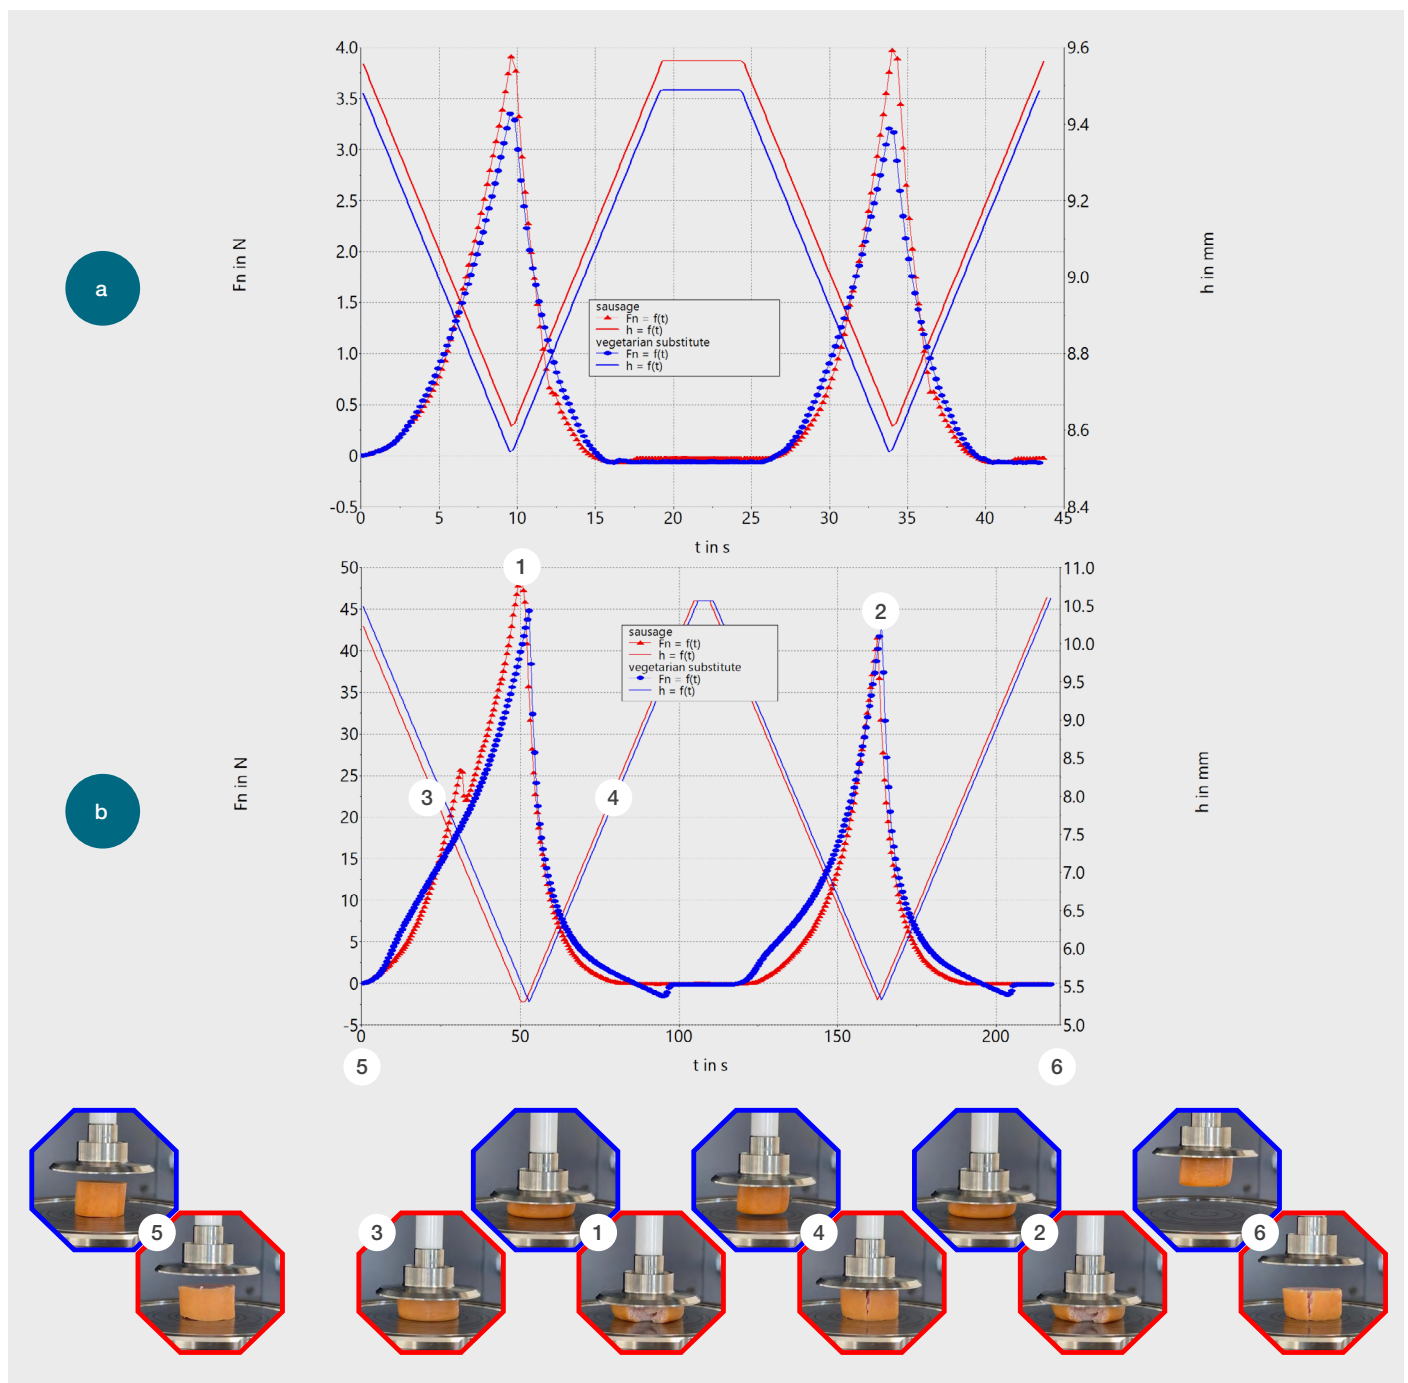 4.0
3.5
3.0
2.5
2.0
1.5
1.0
0.5
0
-0.5
Fn in N
9.6
9.4
9.2
9.0
8.8
8.6
8.4
h in mm
0 5 10 15 20 25 30 35 40 45
t in s
a
sausage
Fn = f(t)
h = f(t)
vegetarian substitute
Fn = f(t)
h = f(t)
50
45
40
35
30
25
20
15
10
5
0
-5
Fn in N
11.0
10.5
10.0
9.5
9.0
8.5
8.0
7.5
7.0
6.5
6.0
5.5
5.0
h in mm
0 50 100 150 200
t in s
b
1
2
3
4
5
6
sausage
Fn = f(t)
h = f(t)
vegetarian substitute
Fn = f(t)
h = f(t)
5
3
1
4
2
6